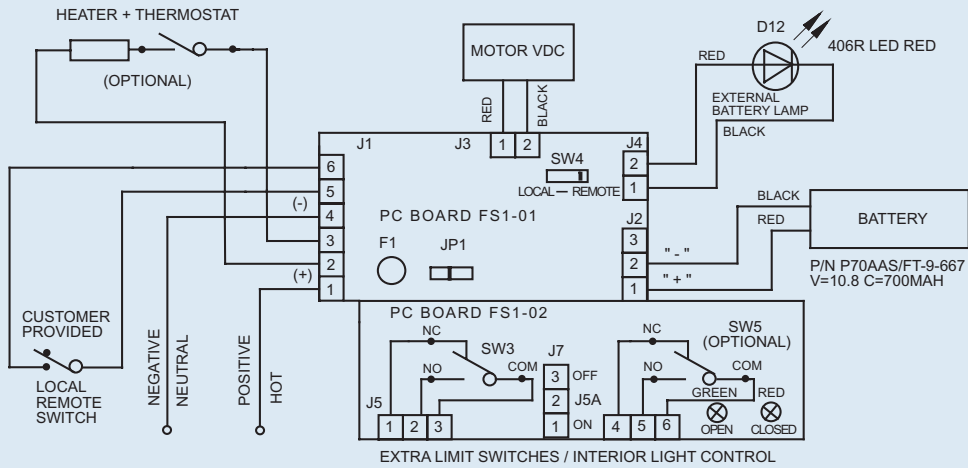 HEATER + THERMOSTAT
(OPTIONAL)
MOTOR VDC
RED
BLACK
D12
406R LED RED
RED
EXTERNAL
BATTERY LAMP
BLACK
J1
J3
1 2
J4
2
1
SW4
LOCAL — REMOTE
6
5
(-)
4
3
2
(+)
1
PC BOARD FS1-01
F1
JP1
J2
3
2
1
"-"
"+"
BLACK
RED
BATTERY
P/N P70AAS/FT-9-667
V=10.8 C=700MAH
CUSTOMER
PROVIDED
LOCAL
REMOTE
SWITCH
NEGATIVE
NEUTRAL
POSITIVE
HOT
PC BOARD FS1-02
NC
SW3
NO
COM
J5
1 2 3
J7
3 OFF
2 J5A
1 ON
NC
SW5
(OPTIONAL)
NO
COM
GREEN
RED
4 5 6
OPEN
CLOSED
EXTRA LIMIT SWITCHES / INTERIOR LIGHT CONTROL